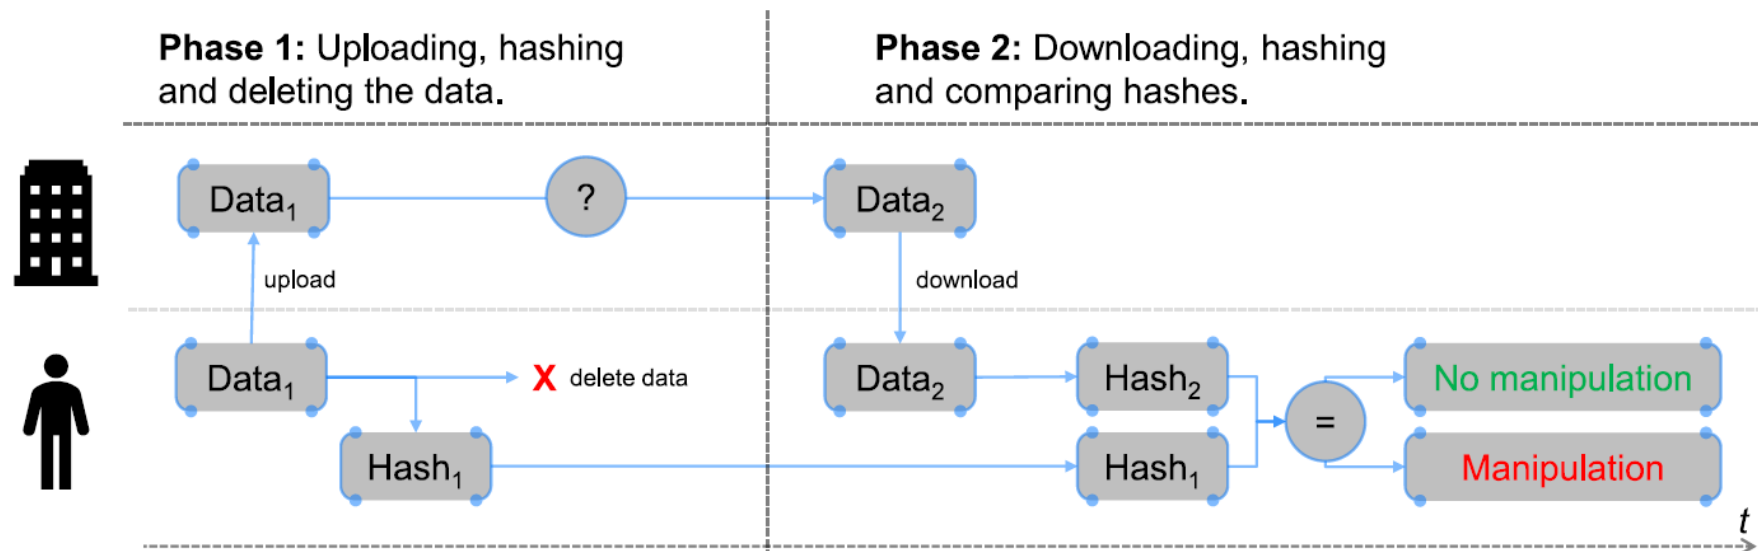 Phase 1: Uploading, hashing
and deleting the data.
Phase 2: Downloading, hashing
and comparing hashes.
Data₁
?
Data₂
upload
download
Data₁
X delete data
Data₂
Hash₂
No manipulation
=
Hash₁
Hash₁
Manipulation
t